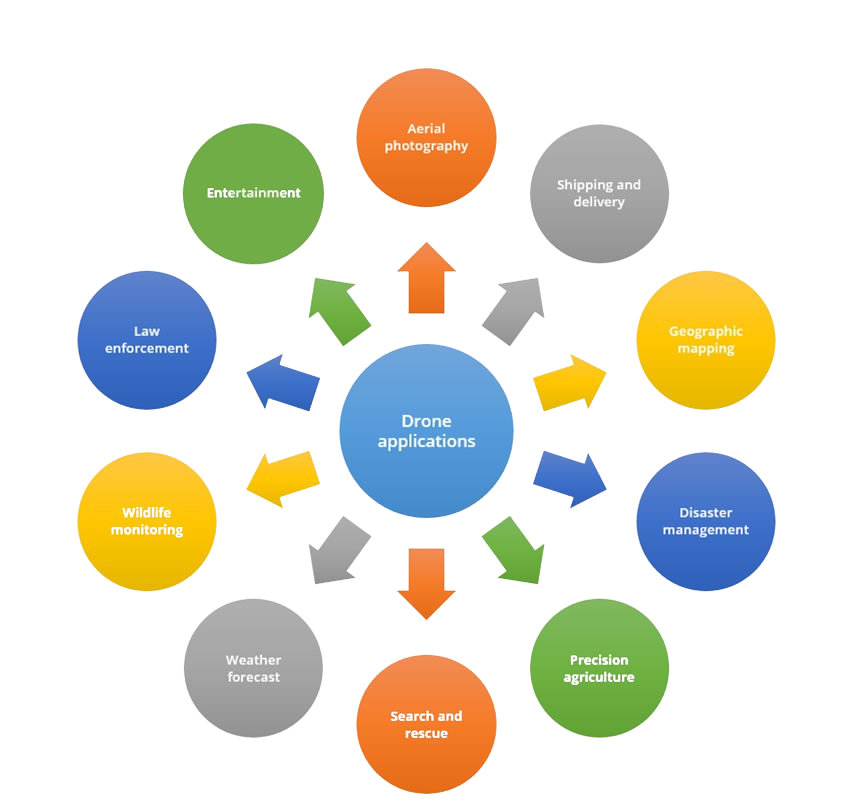 Aerial
photography
Shipping and
delivery
Geographic
mapping
Disaster
management
Precision
agriculture
Search and
rescue
Weather
forecast
Wildlife
monitoring
Law
enforcement
Entertainment
Drone
applications